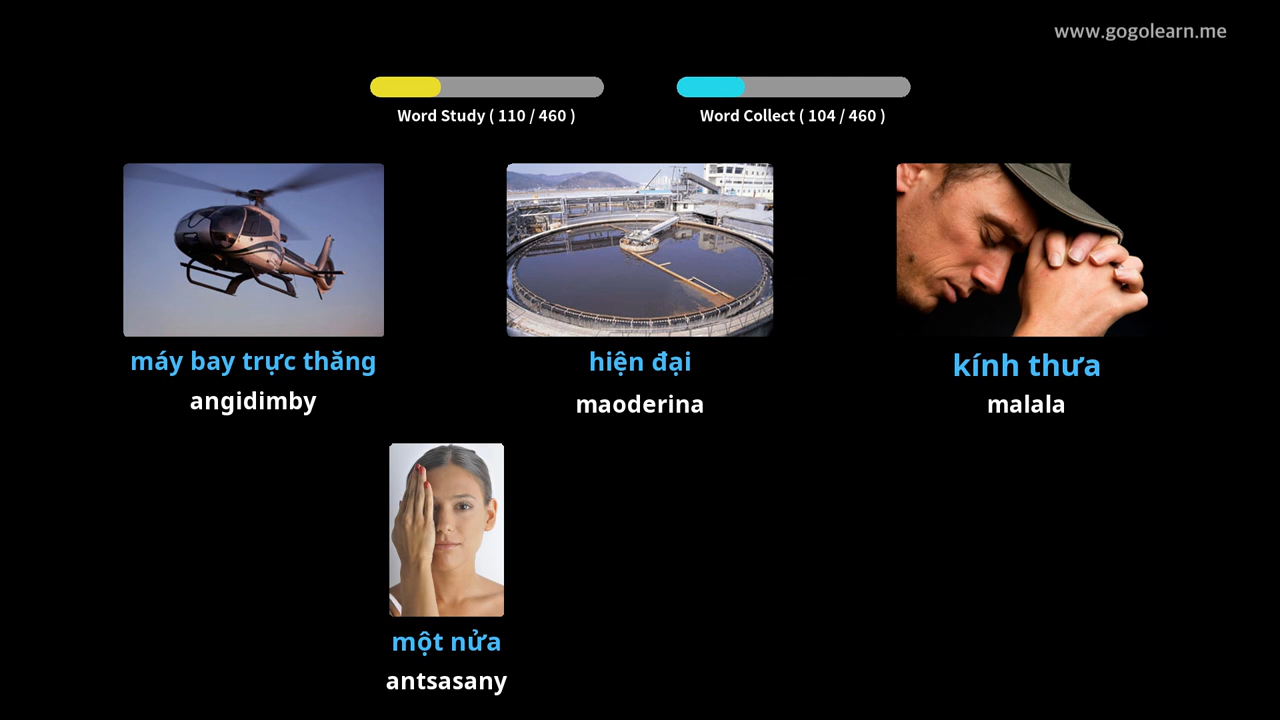 www.gogolearn.me
Word Study ( 110 / 460 )
Word Collect ( 104 / 460 )
máy bay trực thăng
angidimby
hiện đại
maoderina
kính thưa
malala
một nửa
antsasany